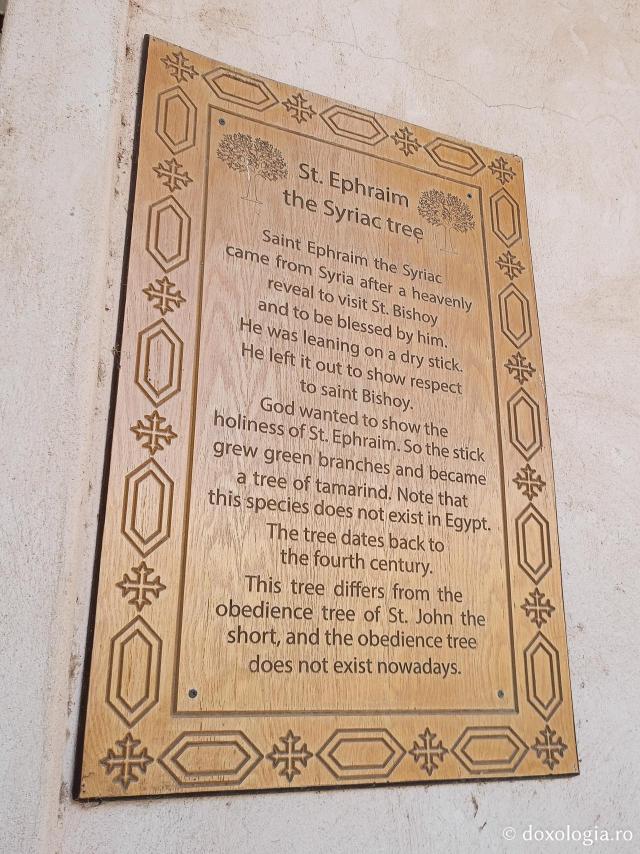 St. Ephraim
the Syriac tree
Saint Ephraim the Syriac
came from Syria after a heavenly
reveal to visit St. Bishoy
and to be blessed by him.
He was leaning on a dry stick.
He left it out to show respect
to saint Bishoy.
God wanted to show the
holiness of St. Ephraim. So the stick
grew green branches and became
a tree of tamarind. Note that
this species does not exist in Egypt.
The tree dates back to
the fourth century.
This tree differs from the
obedience tree of St. John the
short, and the obedience tree
does not exist nowadays.
© doxologia.ro